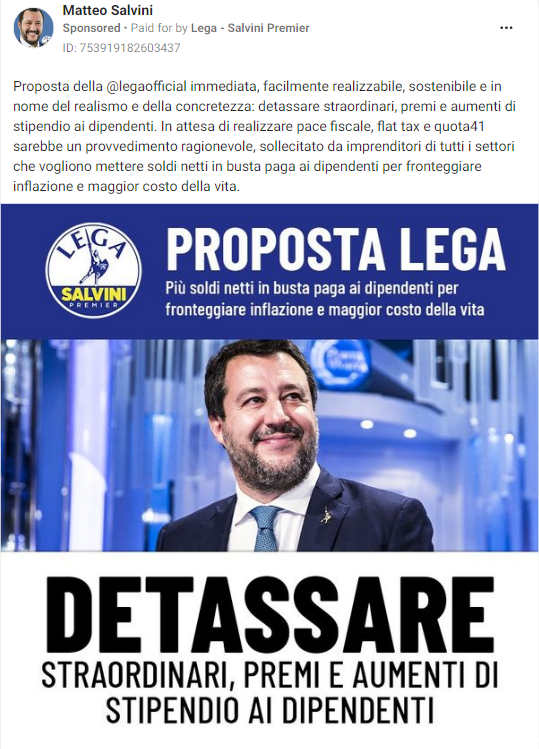 Matteo Salvini
Sponsored • Paid for by Lega - Salvini Premier
ID: 753919182603437
Proposta della @legaofficial immediata, facilmente realizzabile, sostenibile e in
nome del realismo e della concretezza: detassare straordinari, premi e aumenti di
stipendio ai dipendenti. In attesa di realizzare pace fiscale, flat tax e quota41
sarebbe un provvedimento ragionevole, sollecitato da imprenditori di tutti i settori
che vogliono mettere soldi netti in busta paga ai dipendenti per fronteggiare
inflazione e maggior costo della vita.
LEGA
SALVINI
PREMIER
PROPOSTA LEGA
Più soldi netti in busta paga ai dipendenti per
fronteggiare inflazione e maggior costo della vita
DETASSARE
STRAORDINARI, PREMI E AUMENTI DI
STIPENDIO AI DIPENDENTI